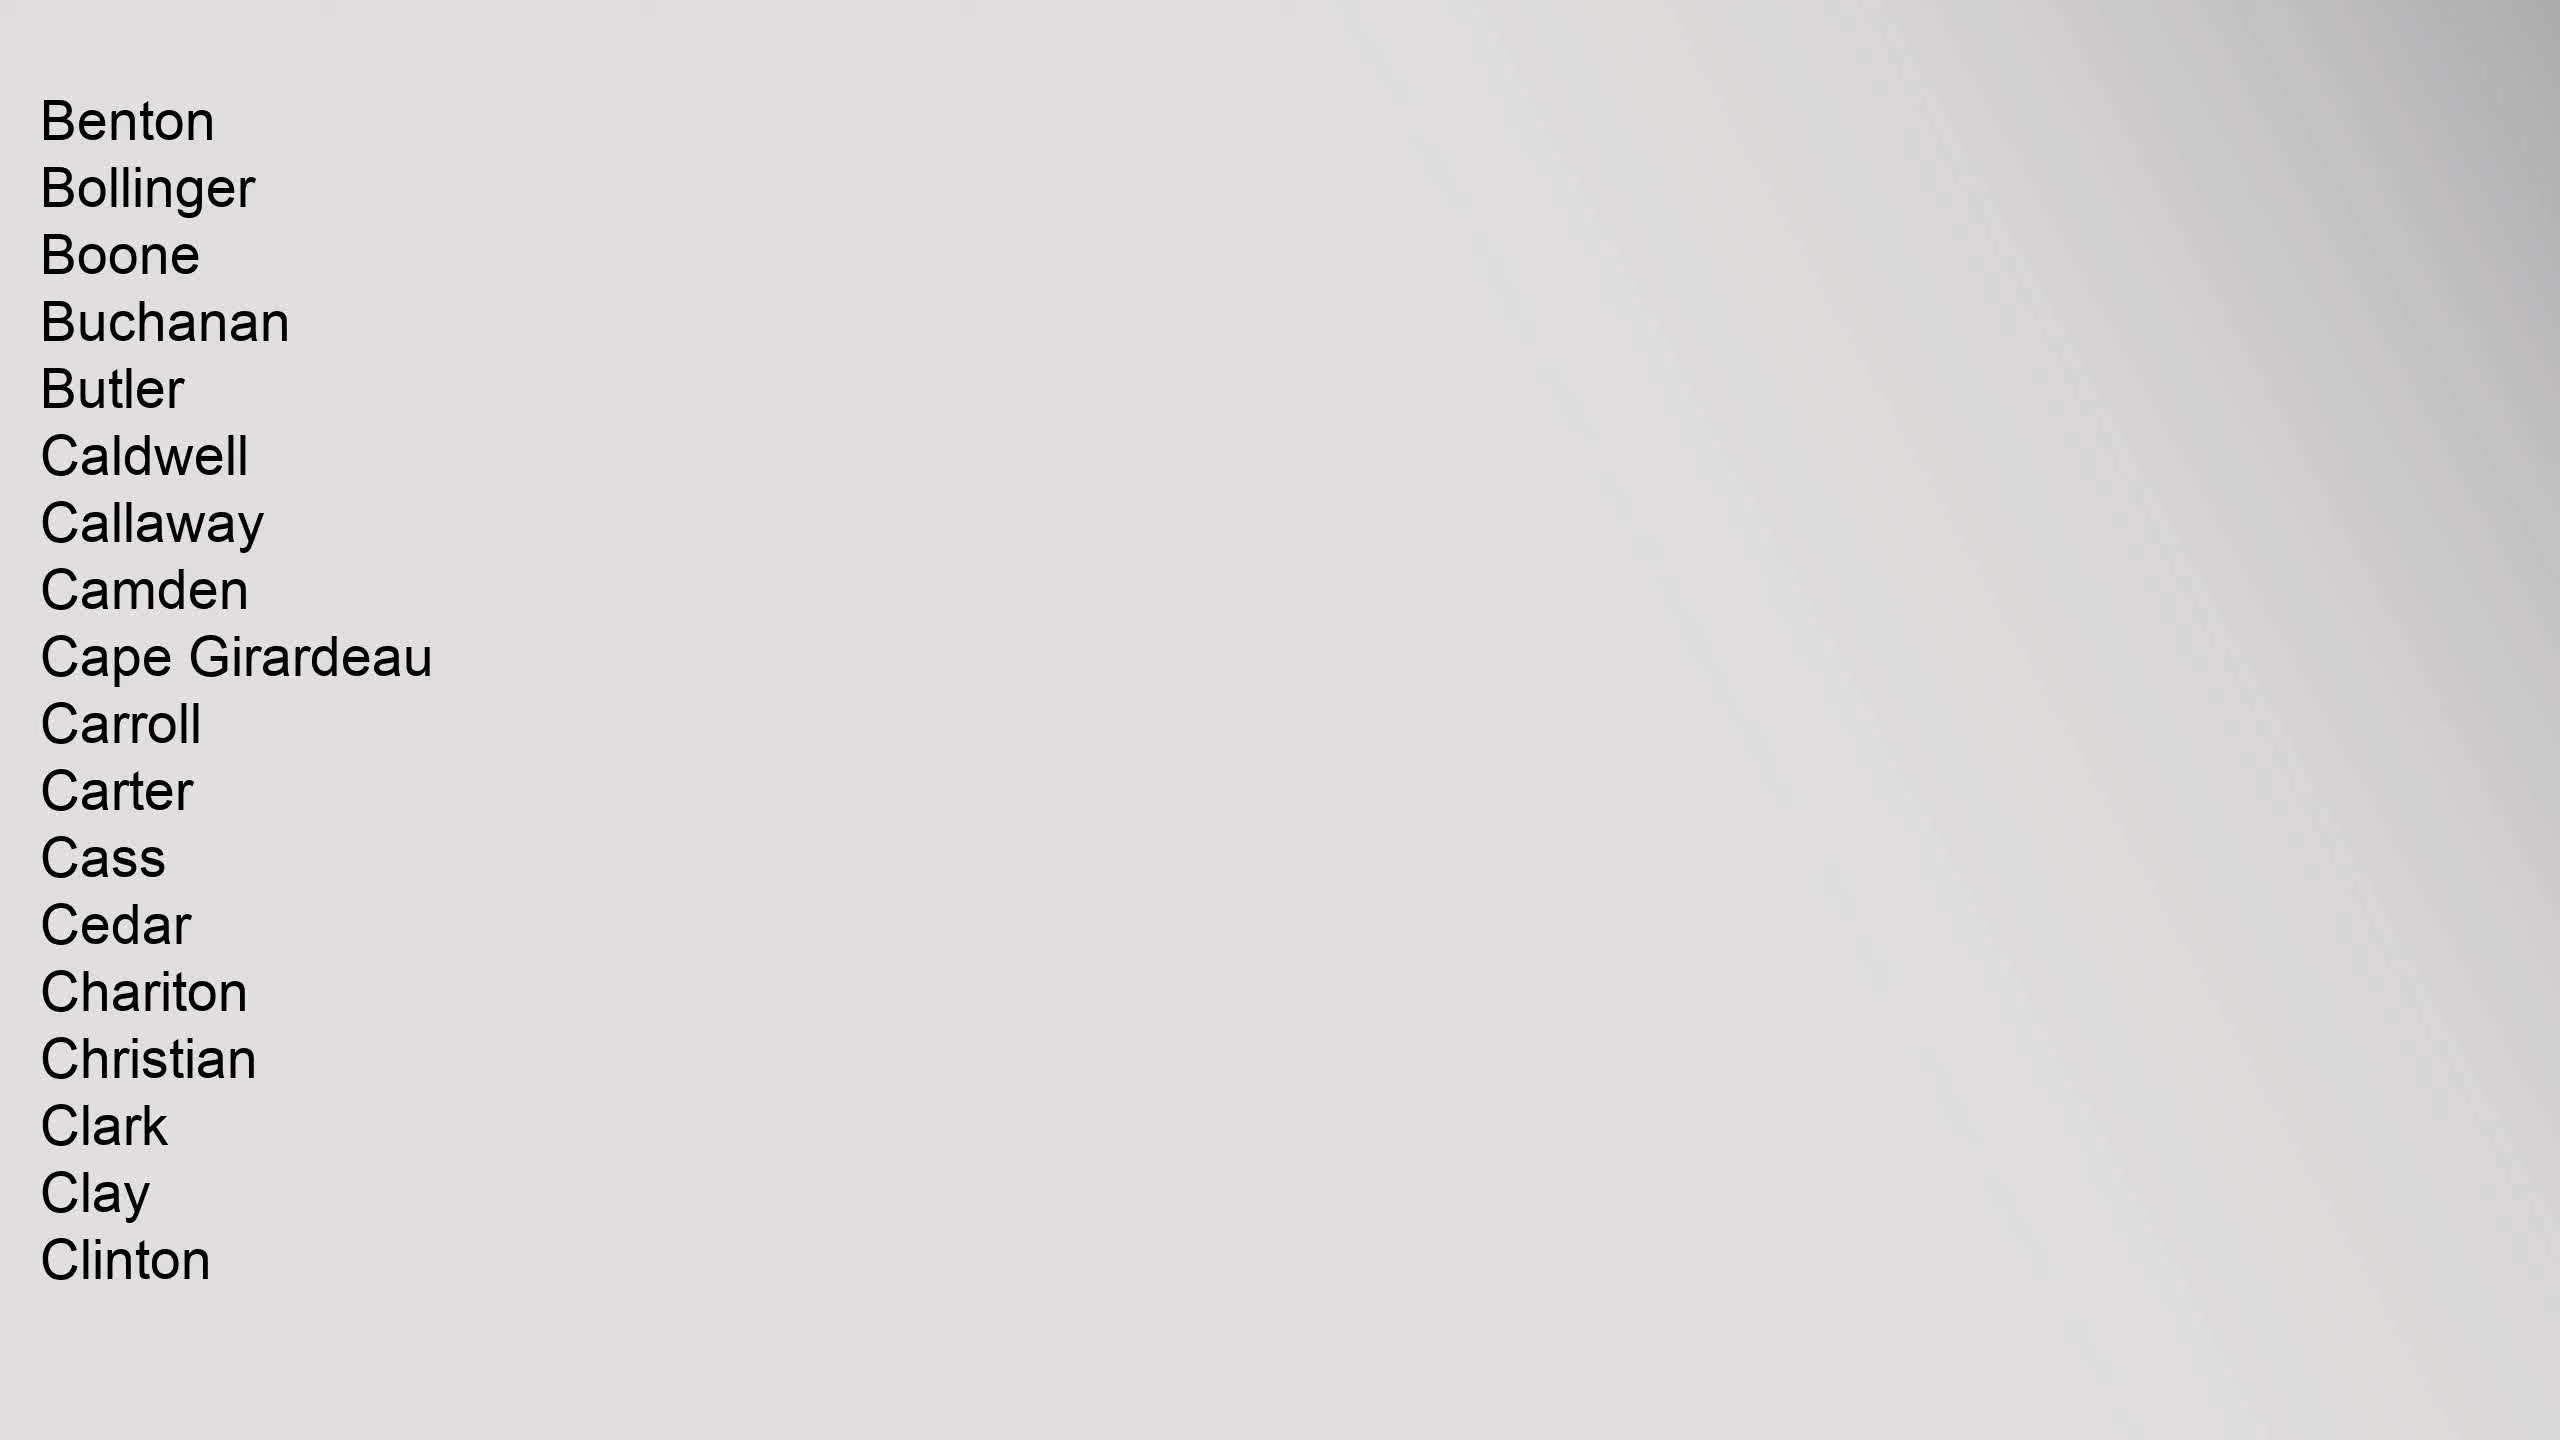 Benton
Bollinger
Boone
Buchanan
Butler
Caldwell
Callaway
Camden
Cape Girardeau
Carroll
Carter
Cass
Cedar
Chariton
Christian
Clark
Clay
Clinton